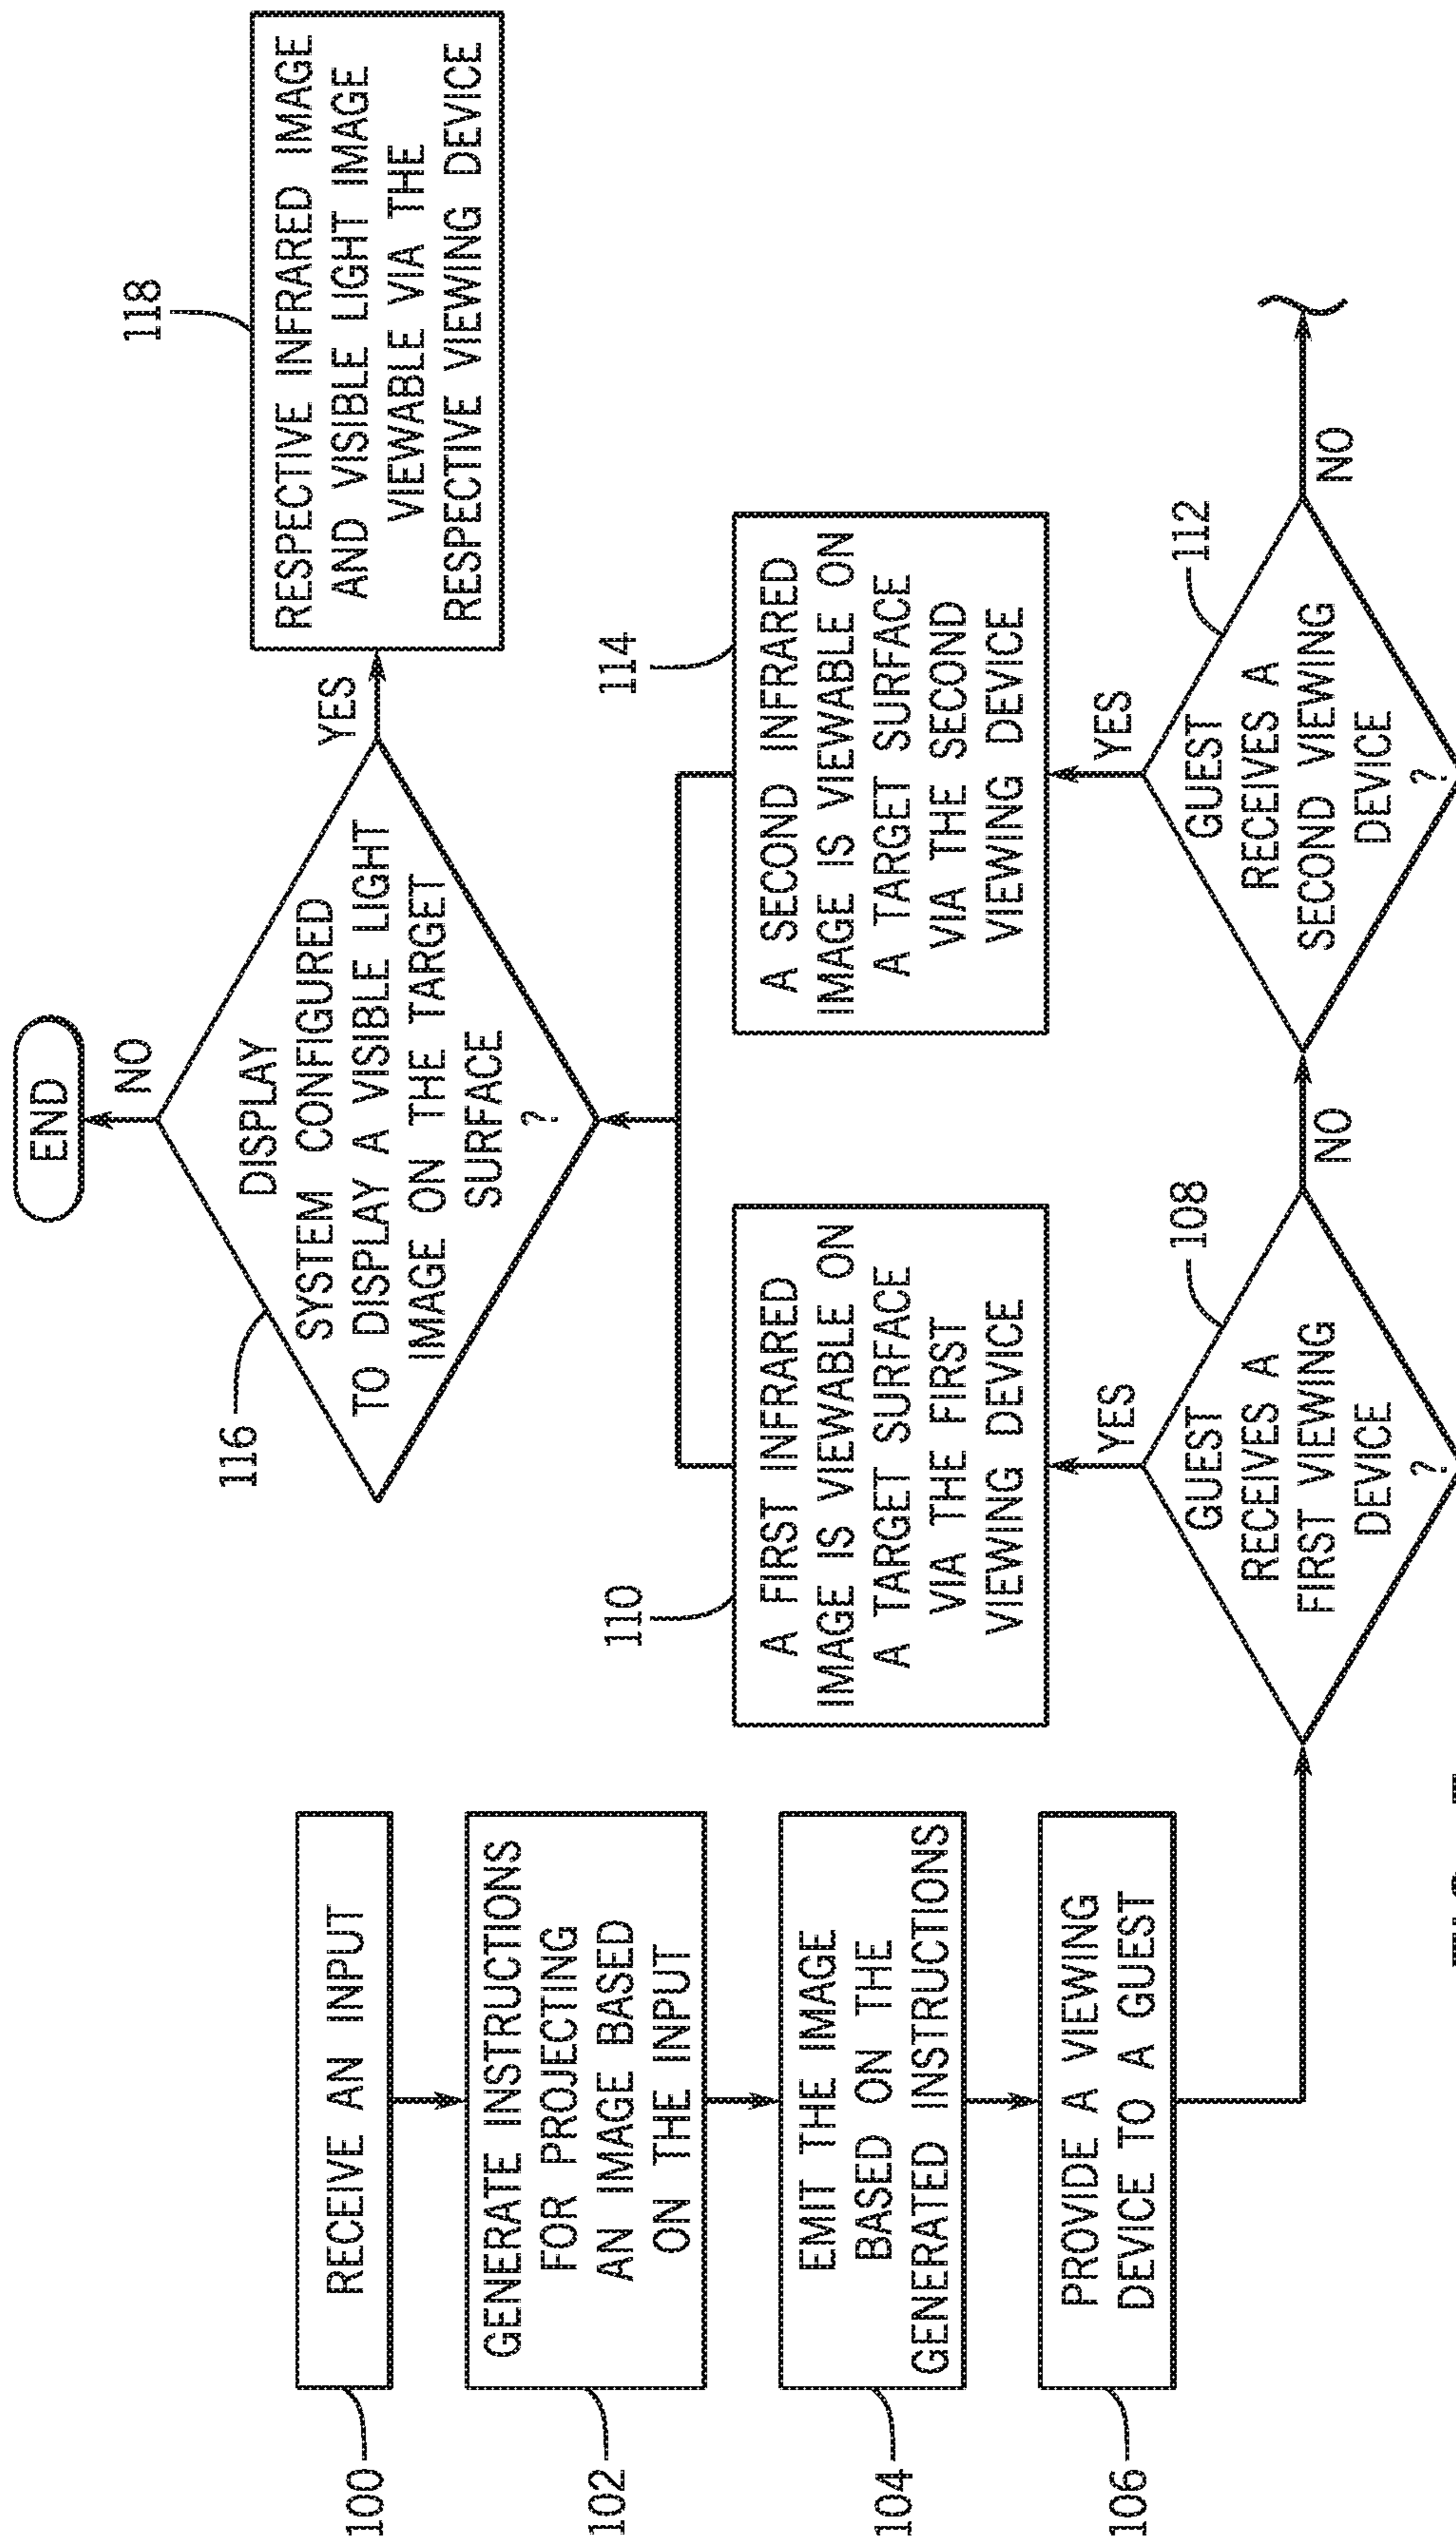 100
RECEIVE AN INPUT
102
GENERATE INSTRUCTIONS
FOR PROJECTING
AN IMAGE BASED
ON THE INPUT
104
EMIT THE IMAGE
BASED ON THE
GENERATED INSTRUCTIONS
106
PROVIDE A VIEWING
DEVICE TO A GUEST
108
GUEST
RECEIVES A
FIRST VIEWING
DEVICE
?
YES
NO
110
A FIRST INFRARED
IMAGE IS VIEWABLE ON
A TARGET SURFACE
VIA THE FIRST
VIEWING DEVICE
112
GUEST
RECEIVES A
SECOND VIEWING
DEVICE
?
YES
NO
114
A SECOND INFRARED
IMAGE IS VIEWABLE ON
A TARGET SURFACE
VIA THE SECOND
VIEWING DEVICE
116
DISPLAY
SYSTEM CONFIGURED
TO DISPLAY A VISIBLE LIGHT
IMAGE ON THE TARGET
SURFACE
?
NO
END
YES
118
RESPECTIVE INFRARED IMAGE
AND VISIBLE LIGHT IMAGE
VIEWABLE VIA THE
RESPECTIVE VIEWING DEVICE